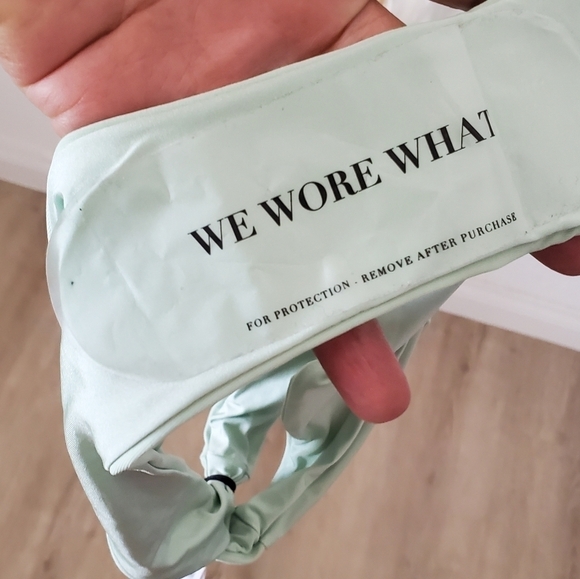 WE WORE WHAT
FOR PROTECTION - REMOVE AFTER PURCHASE